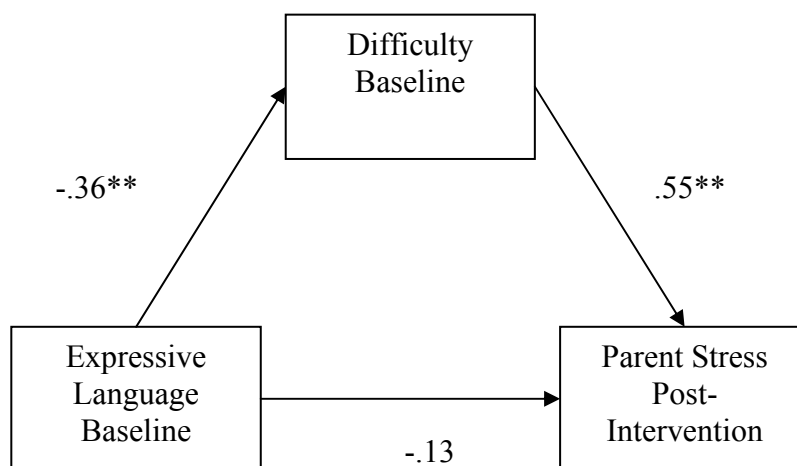 Difficulty
Baseline
-.36**
.55**
Expressive
Language
Baseline
Parent Stress
Post-
Intervention
-.13